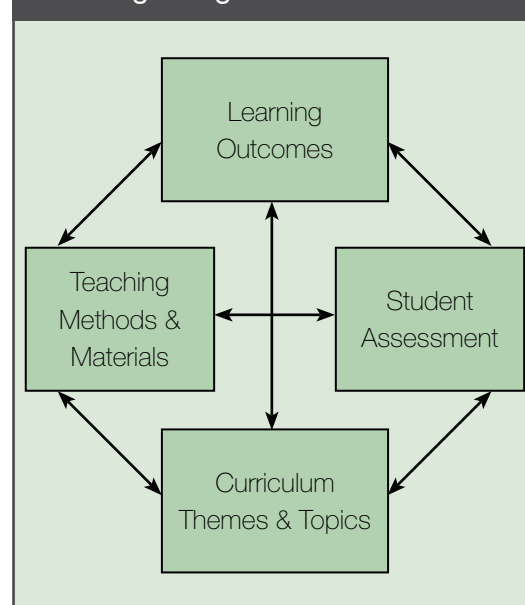 Learning
Outcomes
Teaching
Methods &
Materials
Student
Assessment
Curriculum
Themes & Topics